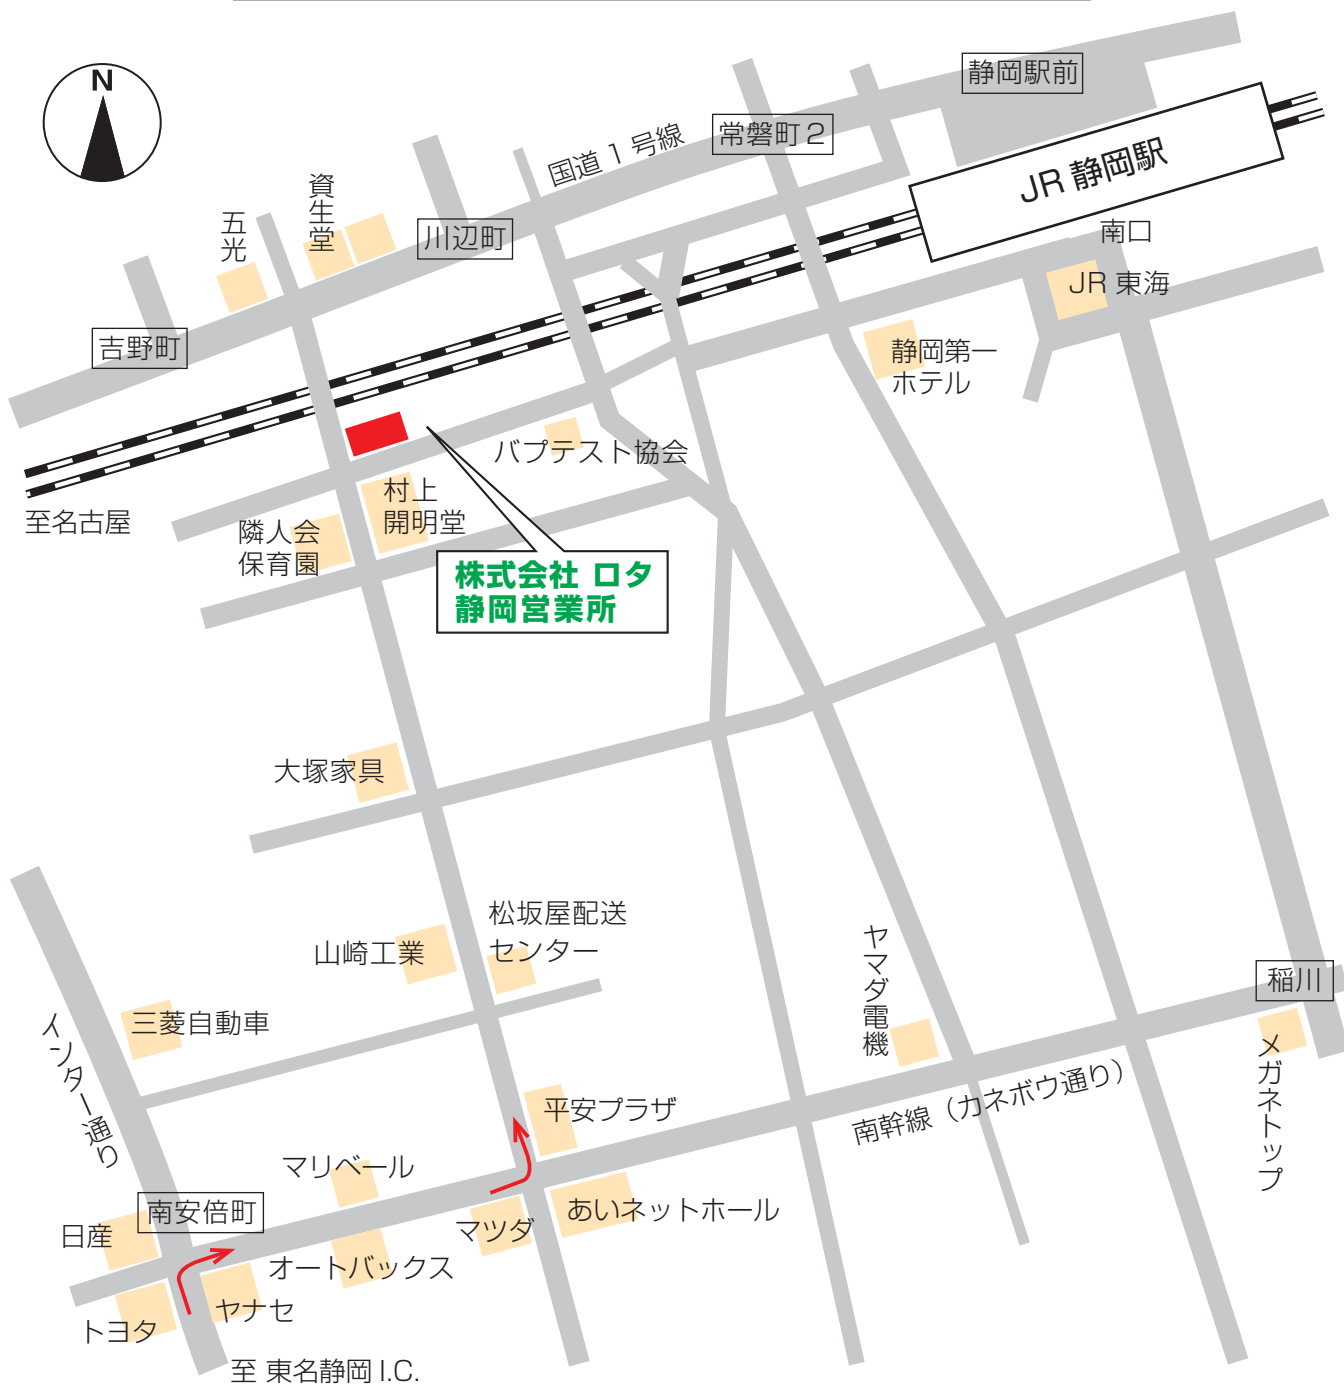 N
静岡駅前
常磐町2
国道1号線
JR 静岡駅
資生堂
五光
川辺町
南口
JR 東海
吉野町
静岡第一
ホテル
バプテスト協会
村上
開明堂
至名古屋
隣人会
保育園
株式会社 ロタ
静岡営業所
大塚家具
松坂屋配送
センター
山崎工業
ヤマダ電機
稲川
三菱自動車
インター通り
メガネトップ
平安プラザ
南幹線（カネボウ通り）
マリベール
南安倍町
あいネットホール
マツダ
日産
オートバックス
ヤナセ
トヨタ
至 東名静岡 I.C.